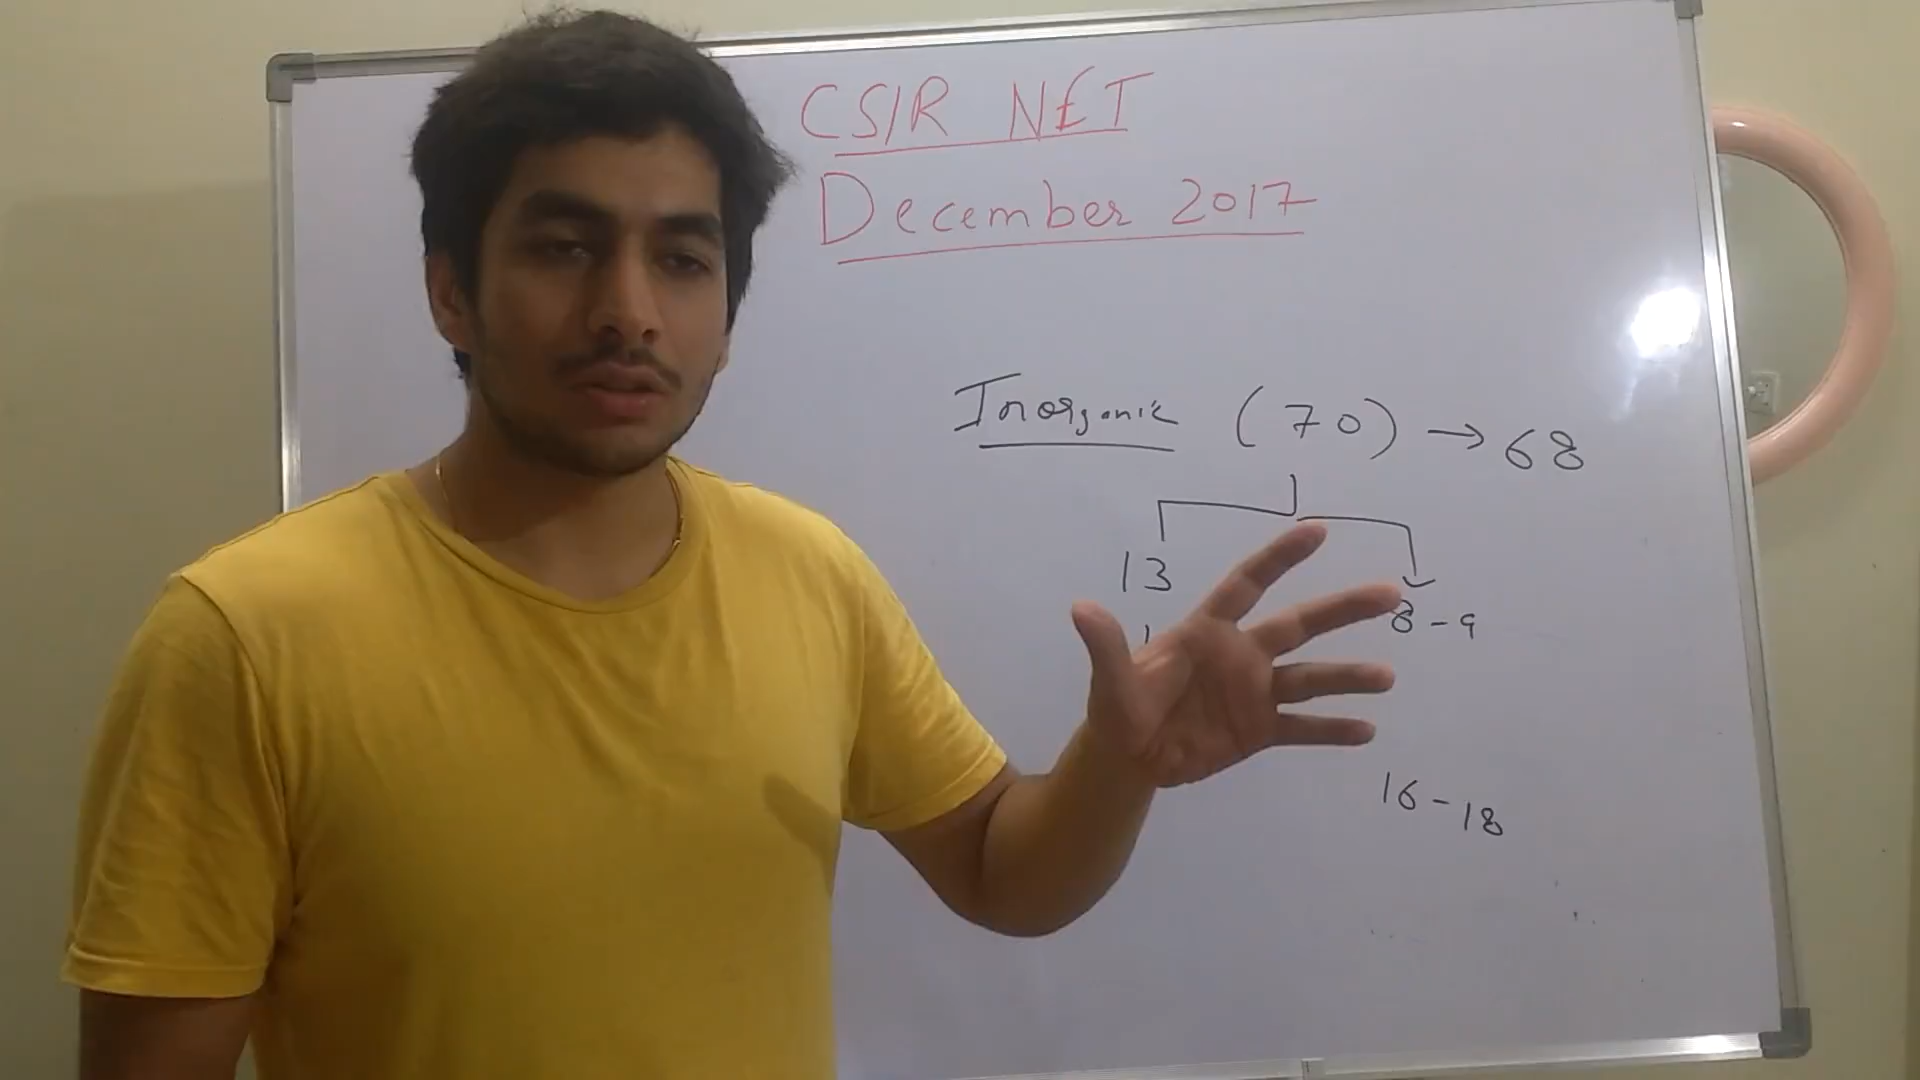 CSIR NET
December 2017
Inorganic (70) → 68
13
8-9
16-18